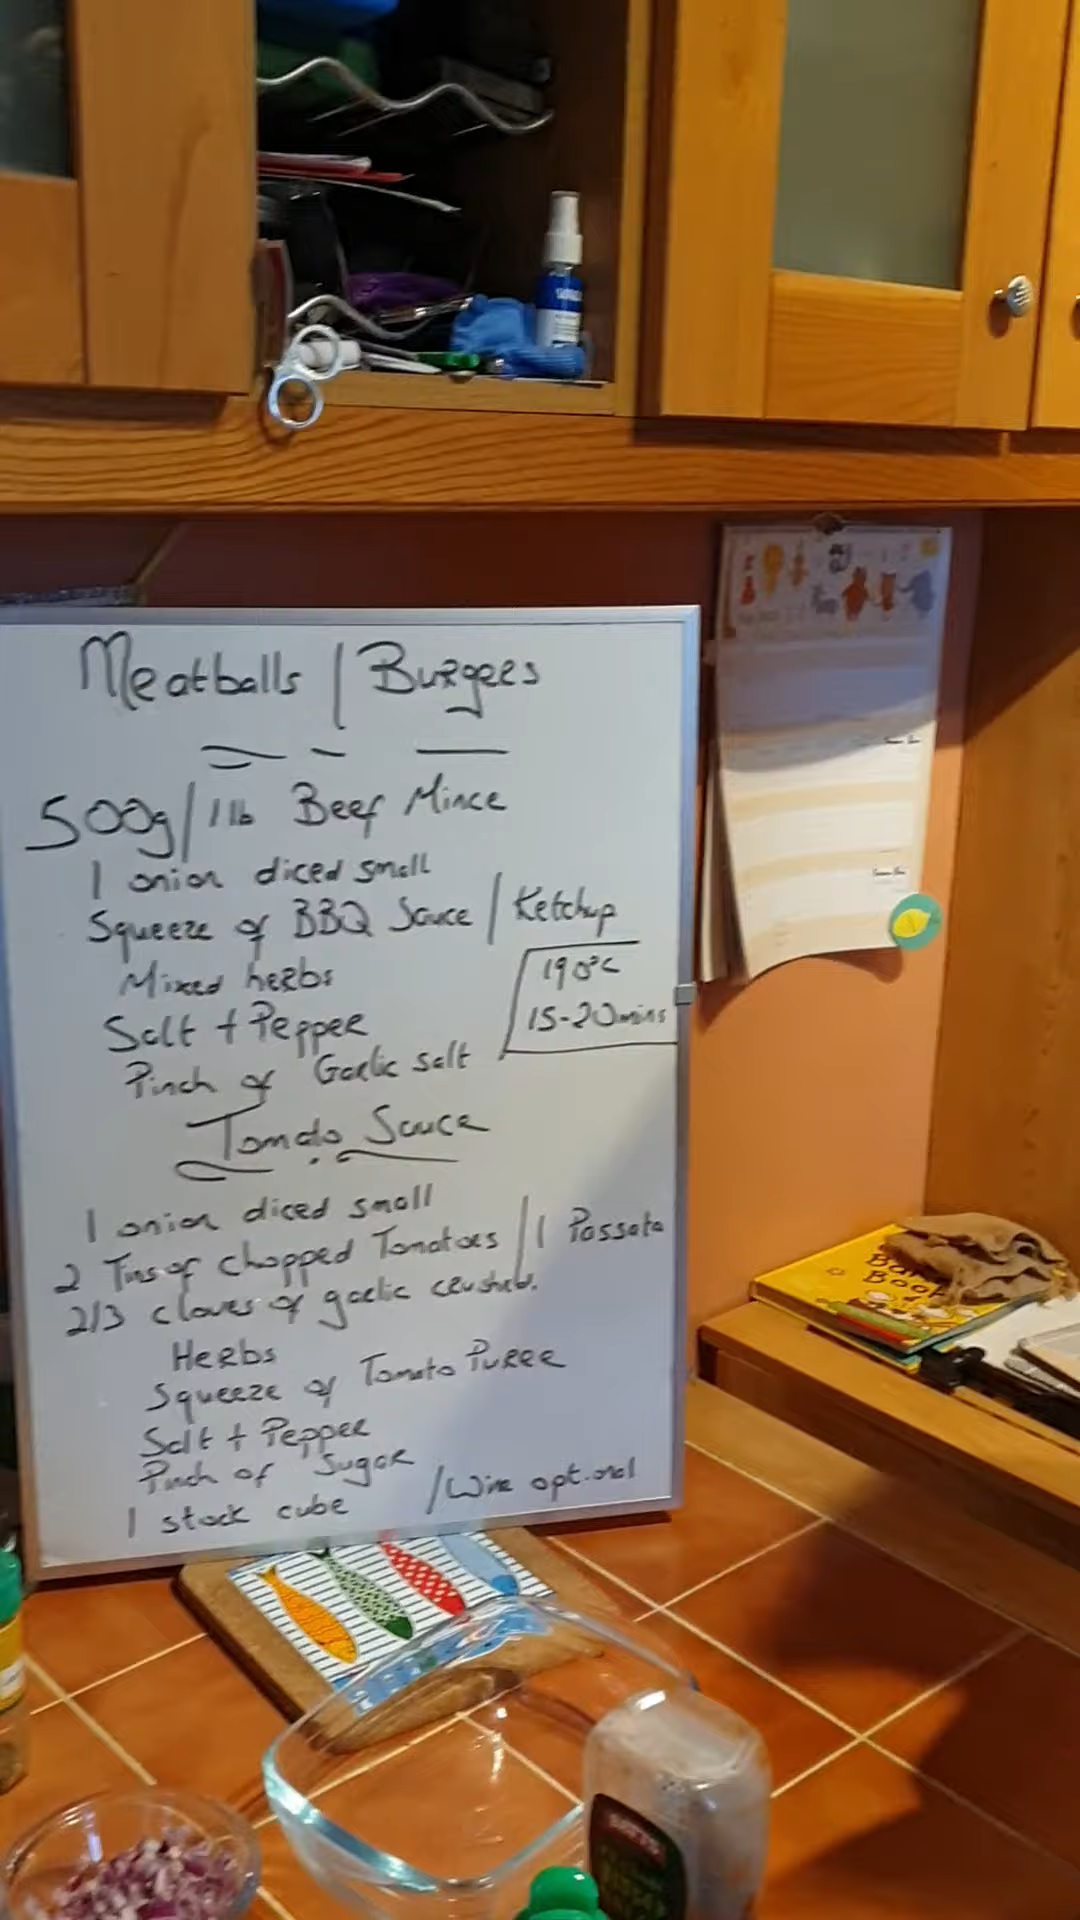 Meatballs / Burgers
500g / 1 lb Beef Mince
1 onion diced small
Squeeze of BBQ Sauce / Ketchup
Mixed herbs
190°C
Salt + Pepper
15-20mins
Pinch of Garlic salt
Tomato Sauce
1 onion diced small
2 Tins of chopped Tomatoes / 1 Passata
2/3 cloves of garlic crushed.
Herbs
Squeeze of Tomato Puree
Salt + Pepper
Pinch of Sugar
1 stock cube / Wine optional
Book